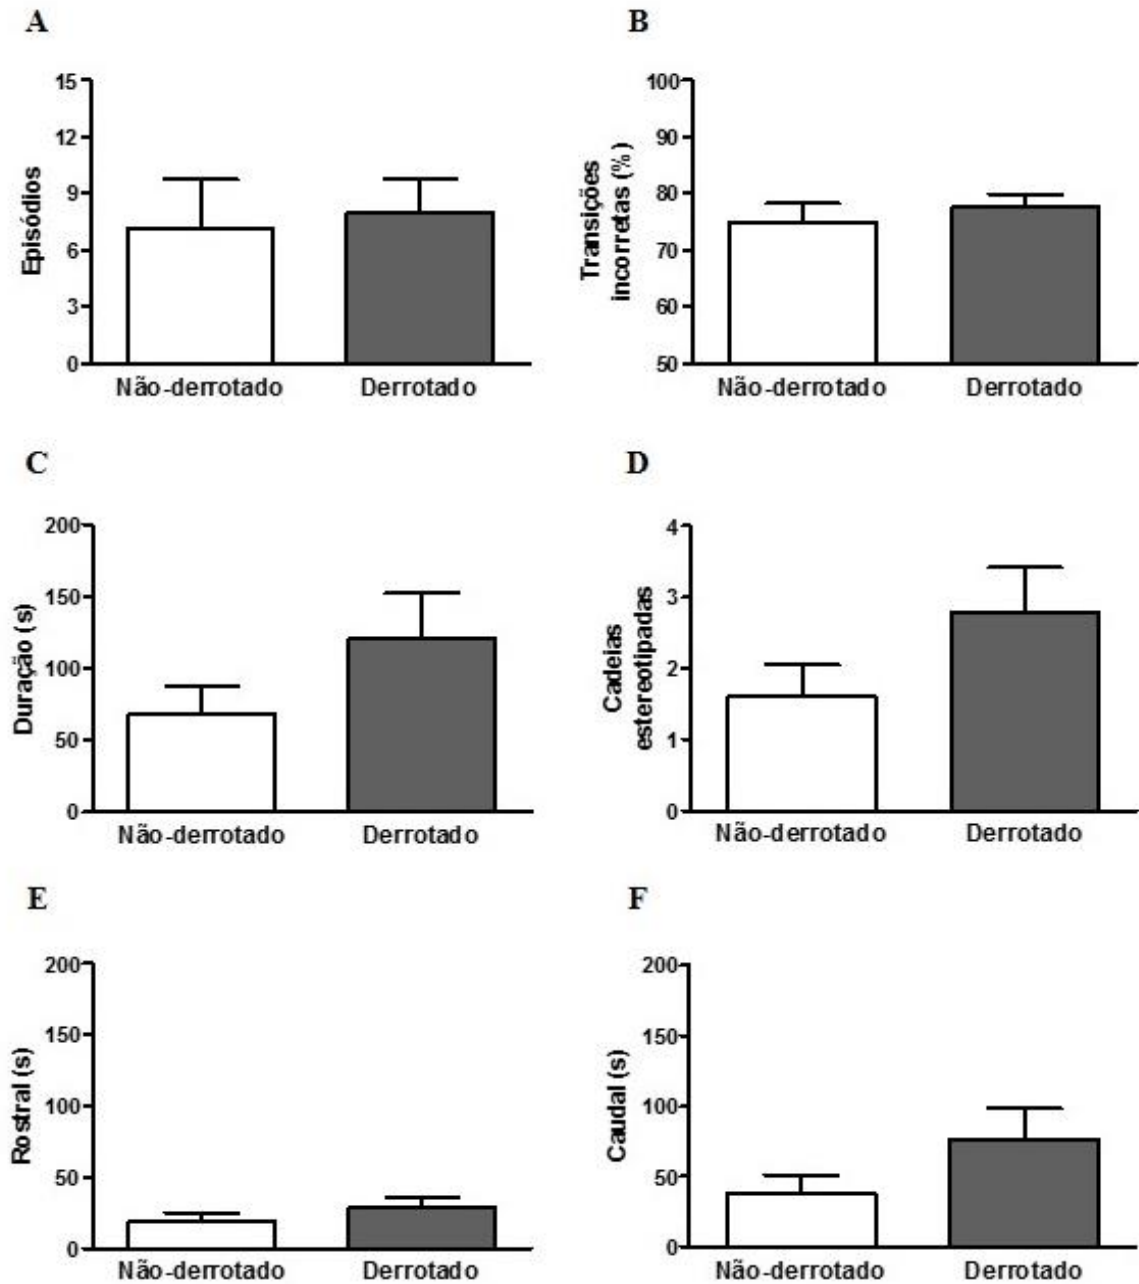 A
Episódios
15
12
9
6
3
0
Não-derrotado Derrotado
B
Transições
incorretas (%)
100
90
80
70
60
50
Não-derrotado Derrotado
C
Duração (s)
200
150
100
50
0
Não-derrotado Derrotado
D
Cadeias
estereotipadas
4
3
2
1
0
Não-derrotado Derrotado
E
Rostral (s)
200
150
100
50
0
Não-derrotado Derrotado
F
Caudal (s)
200
150
100
50
0
Não-derrotado Derrotado